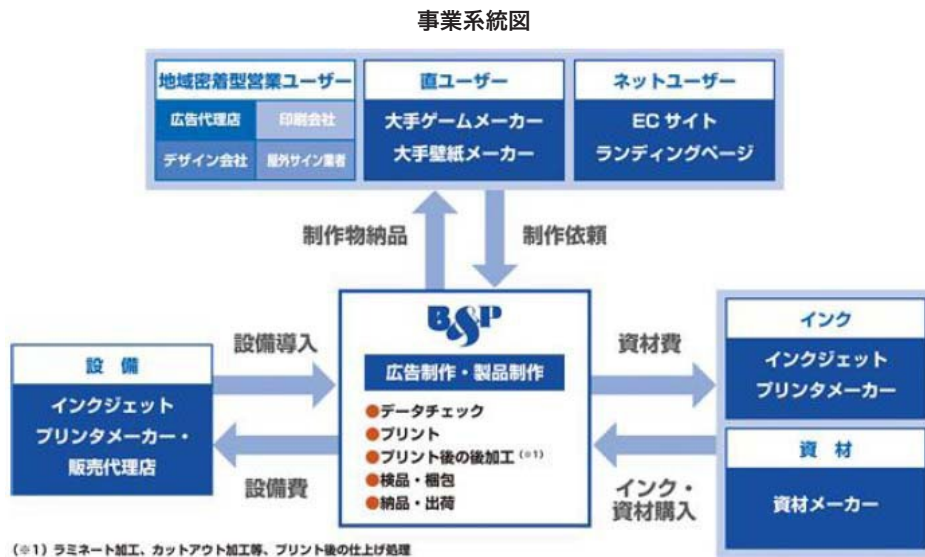 事業系統図
地域密着型営業ユーザー
広告代理店
印刷会社
デザイン会社
屋外サイン業者
直ユーザー
大手ゲームメーカー
大手壁紙メーカー
ネットユーザー
ECサイト
ランディングページ
制作物納品
制作依頼
設備
インクジェット
プリンタメーカー・
販売代理店
設備導入
設備費
B&P
広告制作・製品制作
●データチェック
●プリント
●プリント後の後加工(※1)
●検品・梱包
●納品・出荷
資材費
インク・
資材購入
インク
インクジェット
プリンタメーカー
資材
資材メーカー
(※1)ラミネート加工、カットアウト加工等、プリント後の仕上げ処理